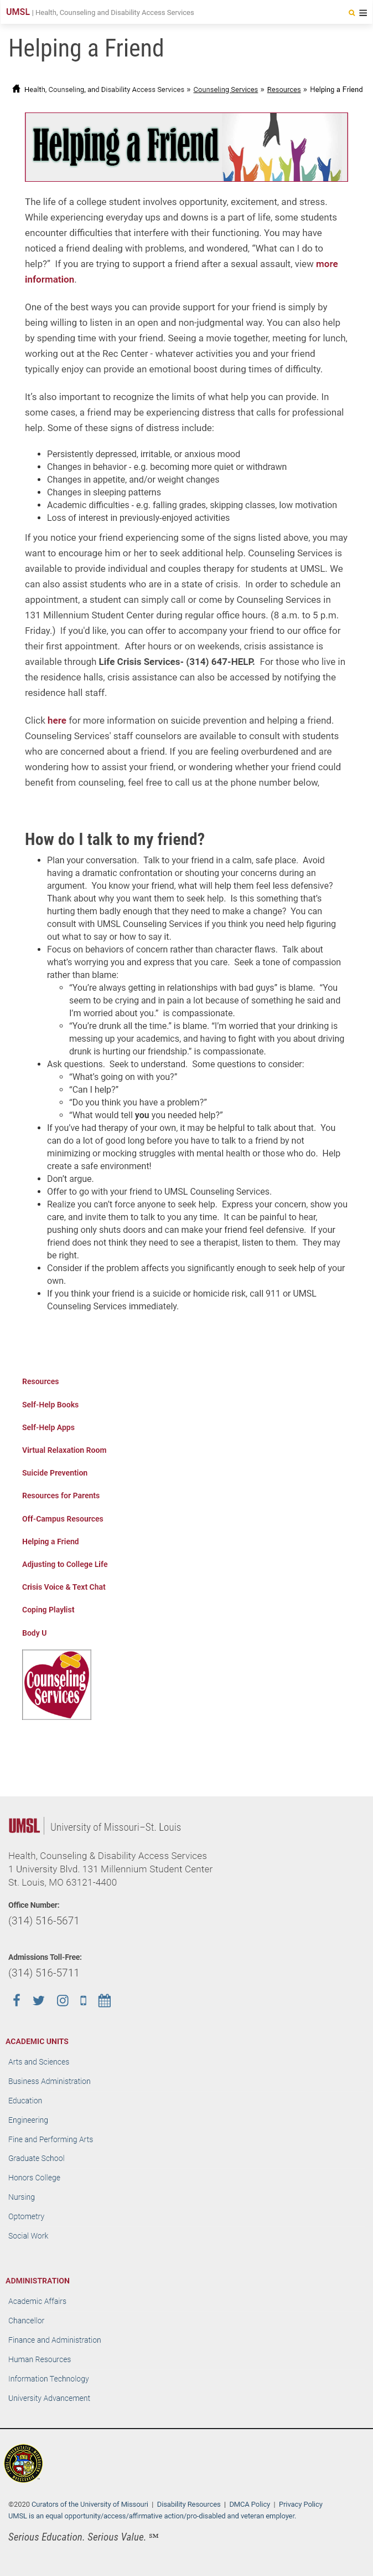 UMSL | Health, Counseling and Disability Access Services
Helping a Friend
Health, Counseling, and Disability Access Services » Counseling Services » Resources » Helping a Friend
Helping a Friend
The life of a college student involves opportunity, excitement, and stress.
While experiencing everyday ups and downs is a part of life, some students
encounter difficulties that interfere with their functioning. You may have
noticed a friend dealing with problems, and wondered, “What can I do to
help?”  If you are trying to support a friend after a sexual assault, view more
information.
One of the best ways you can provide support for your friend is simply by
being willing to listen in an open and non-judgmental way. You can also help
by spending time with your friend. Seeing a movie together, meeting for lunch,
working out at the Rec Center - whatever activities you and your friend
typically enjoy can provide an emotional boost during times of difficulty.
It's also important to recognize the limits of what help you can provide. In
some cases, a friend may be experiencing distress that calls for professional
help. Some of these signs of distress include:
• Persistently depressed, irritable, or anxious mood
• Changes in behavior - e.g. becoming more quiet or withdrawn
• Changes in appetite, and/or weight changes
• Changes in sleeping patterns
• Academic difficulties - e.g. falling grades, skipping classes, low motivation
• Loss of interest in previously-enjoyed activities
If you notice your friend experiencing some of the signs listed above, you may
want to encourage him or her to seek additional help. Counseling Services is
available to provide individual and couples therapy for students at UMSL. We
can also assist students who are in a state of crisis.  In order to schedule an
appointment, a student can simply call or come by Counseling Services in
131 Millennium Student Center during regular office hours. (8 a.m. to 5 p.m.
Friday.)  If you'd like, you can offer to accompany your friend to our office for
their first appointment.  After hours or on weekends, crisis assistance is
available through Life Crisis Services- (314) 647-HELP.  For those who live in
the residence halls, crisis assistance can also be accessed by notifying the
residence hall staff.
Click here for more information on suicide prevention and helping a friend.
Counseling Services' staff counselors are available to consult with students
who are concerned about a friend. If you are feeling overburdened and are
wondering how to assist your friend, or wondering whether your friend could
benefit from counseling, feel free to call us at the phone number below,
How do I talk to my friend?
• Plan your conversation.  Talk to your friend in a calm, safe place.  Avoid
having a dramatic confrontation or shouting your concerns during an
argument.  You know your friend, what will help them feel less defensive?
Thank about why you want them to seek help.  Is this something that's
hurting them badly enough that they need to make a change?  You can
consult with UMSL Counseling Services if you think you need help figuring
out what to say or how to say it.
• Focus on behaviors of concern rather than character flaws.  Talk about
what's worrying you and express that you care.  Seek a tone of compassion
rather than blame:
◦ “You're always getting in relationships with bad guys” is blame.  “You
seem to be crying and in pain a lot because of something he said and
I'm worried about you.”  is compassionate.
◦ “You're drunk all the time.” is blame. “I'm worried that your drinking is
messing up your academics, and having to fight with you about driving
drunk is hurting our friendship.” is compassionate.
• Ask questions.  Seek to understand.  Some questions to consider:
◦ “What's going on with you?”
◦ “Can I help?”
◦ “Do you think you have a problem?”
◦ “What would tell you you needed help?”
• If you've had therapy of your own, it may be helpful to talk about that.  You
can do a lot of good long before you have to talk to a friend by not
minimizing or mocking struggles with mental health or those who do.  Help
create a safe environment!
• Don't argue.
• Offer to go with your friend to UMSL Counseling Services.
• Realize you can't force anyone to seek help.  Express your concern, show you
care, and invite them to talk to you any time.  It can be painful to hear,
pushing only shuts doors and can make your friend feel defensive.  If your
friend does not think they need to see a therapist, listen to them.  They may
be right.
• Consider if the problem affects you significantly enough to seek help of your
own.
• If you think your friend is a suicide or homicide risk, call 911 or UMSL
Counseling Services immediately.
Resources
Self-Help Books
Self-Help Apps
Virtual Relaxation Room
Suicide Prevention
Resources for Parents
Off-Campus Resources
Helping a Friend
Adjusting to College Life
Crisis Voice & Text Chat
Coping Playlist
Body U
Counseling
Services
UMSL | University of Missouri–St. Louis
Health, Counseling & Disability Access Services
1 University Blvd. 131 Millennium Student Center
St. Louis, MO 63121-4400
Office Number:
(314) 516-5671
Admissions Toll-Free:
(314) 516-5711
ACADEMIC UNITS
Arts and Sciences
Business Administration
Education
Engineering
Fine and Performing Arts
Graduate School
Honors College
Nursing
Optometry
Social Work
ADMINISTRATION
Academic Affairs
Chancellor
Finance and Administration
Human Resources
Information Technology
University Advancement
©2020 Curators of the University of Missouri | Disability Resources | DMCA Policy | Privacy Policy
UMSL is an equal opportunity/access/affirmative action/pro-disabled and veteran employer.
Serious Education. Serious Value. ℠